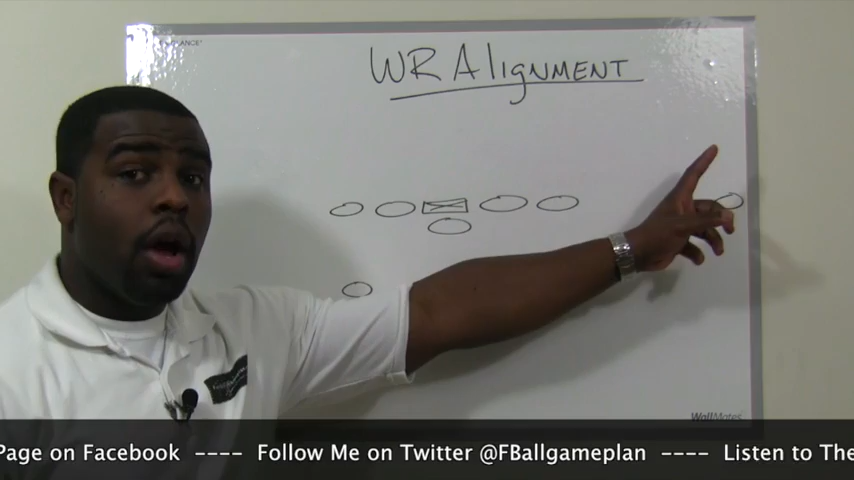 WR Alignment
WallMates
Page on Facebook ---- Follow Me on Twitter @FBallgameplan ---- Listen to The